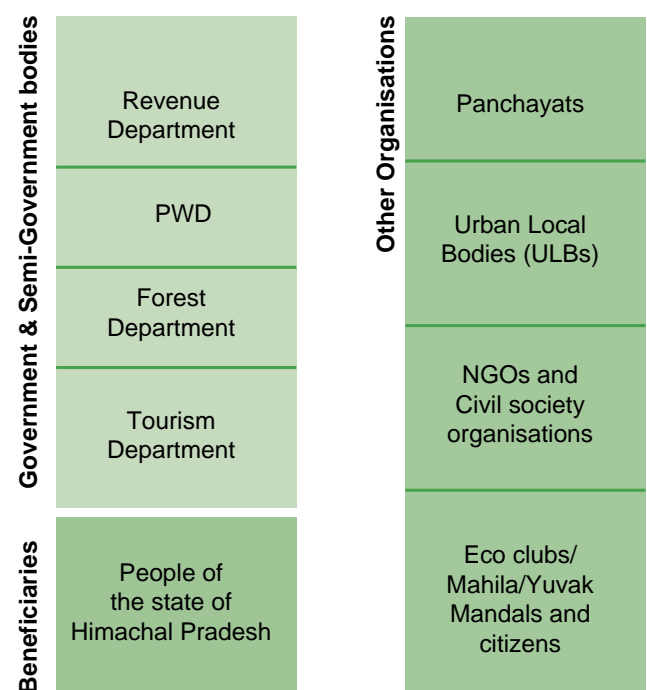 Government & Semi-Government bodies
Revenue
Department
PWD
Forest
Department
Tourism
Department
Beneficiaries
People of
the state of
Himachal Pradesh
Other Organisations
Panchayats
Urban Local
Bodies (ULBs)
NGOs and
Civil society
organisations
Eco clubs/
Mahila/Yuvak
Mandals and
citizens